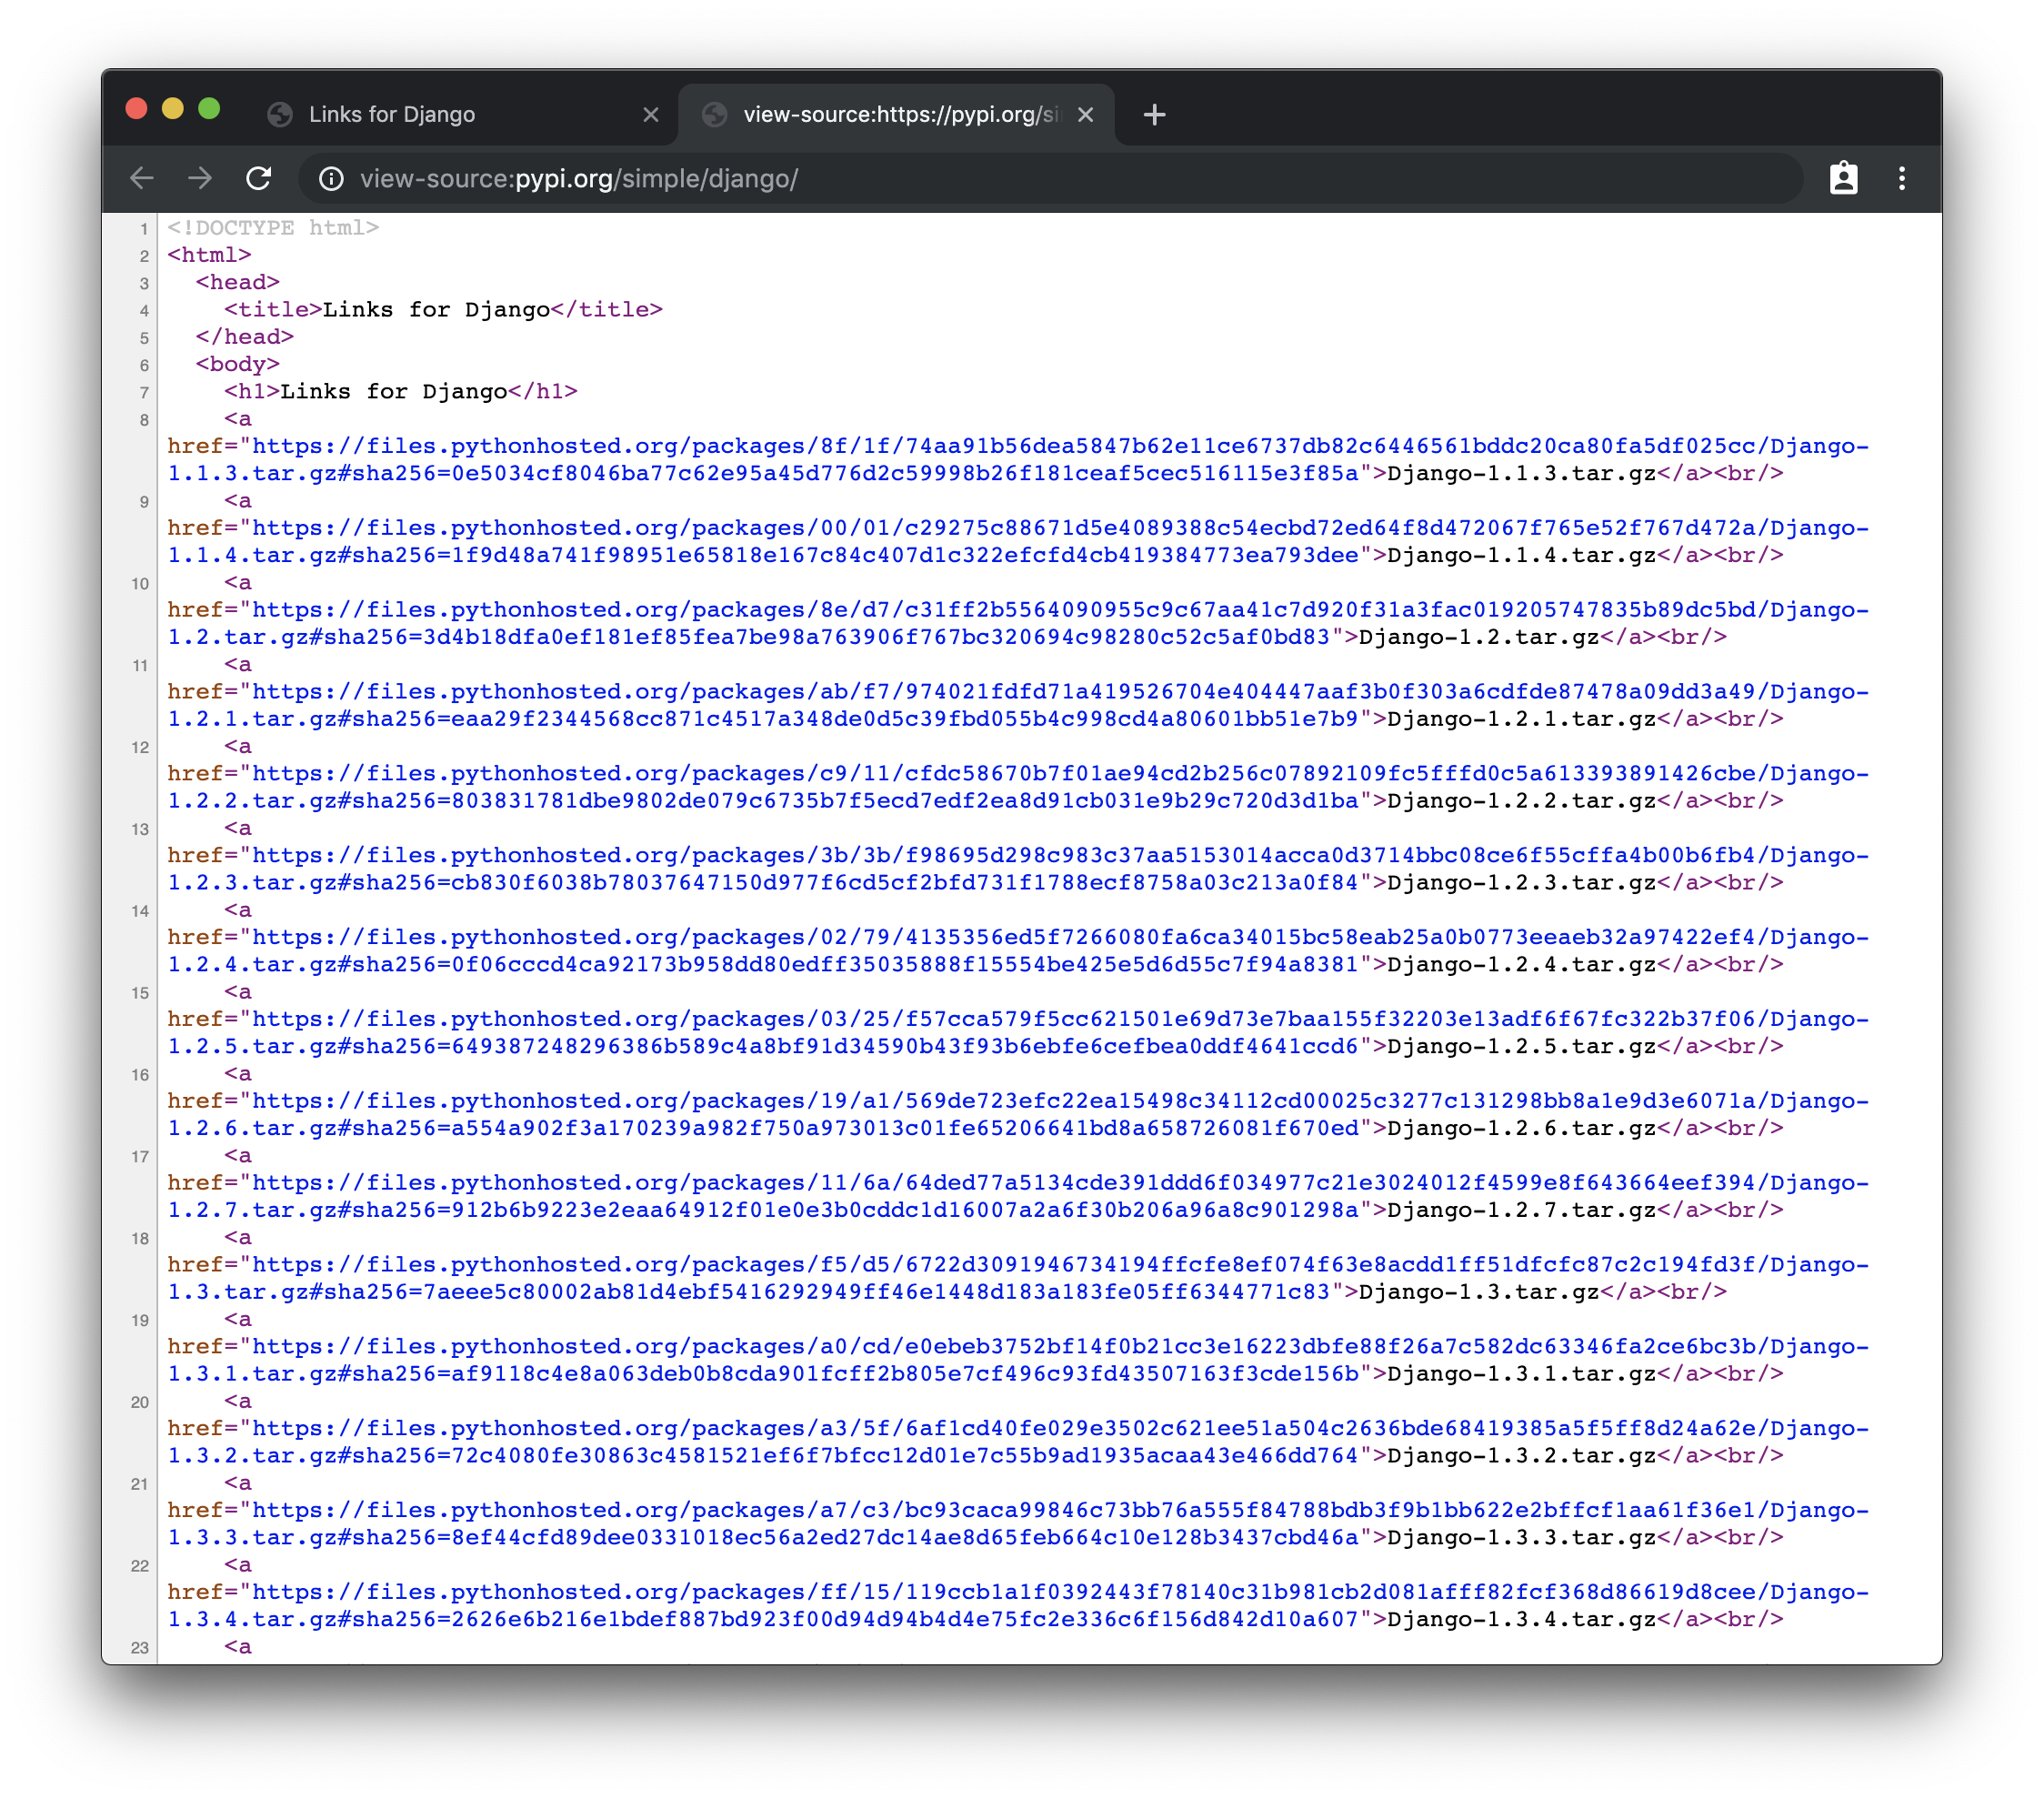 Links for Django
view-source:https://pypi.org/si
view-source:pypi.org/simple/django/
1 <!DOCTYPE html>
2 <html>
3 <head>
4 <title>Links for Django</title>
5 </head>
6 <body>
7 <h1>Links for Django</h1>
8 <a
href="https://files.pythonhosted.org/packages/8f/1f/74aa91b56dea5847b62e11ce6737db82c6446561bddc20ca80fa5df025cc/Django-
1.1.3.tar.gz#sha256=0e5034cf8046ba77c62e95a45d776d2c59998b26f181ceaf5cec516115e3f85a">Django-1.1.3.tar.gz</a><br/>
9 <a
href="https://files.pythonhosted.org/packages/00/01/c29275c88671d5e4089388c54ecbd72ed64f8d472067f765e52f767d472a/Django-
1.1.4.tar.gz#sha256=1f9d48a741f98951e65818e167c84c407d1c322efcfd4cb419384773ea793dee">Django-1.1.4.tar.gz</a><br/>
10 <a
href="https://files.pythonhosted.org/packages/8e/d7/c31ff2b5564090955c9c67aa41c7d920f31a3fac019205747835b89dc5bd/Django-
1.2.tar.gz#sha256=3d4b18dfa0ef181ef85fea7be98a763906f767bc320694c98280c52c5af0bd83">Django-1.2.tar.gz</a><br/>
11 <a
href="https://files.pythonhosted.org/packages/ab/f7/974021fdfd71a419526704e404447aaf3b0f303a6cdfde87478a09dd3a49/Django-
1.2.1.tar.gz#sha256=eaa29f2344568cc871c4517a348de0d5c39fbd055b4c998cd4a80601bb51e7b9">Django-1.2.1.tar.gz</a><br/>
12 <a
href="https://files.pythonhosted.org/packages/c9/11/cfdc58670b7f01ae94cd2b256c07892109fc5fffd0c5a613393891426cbe/Django-
1.2.2.tar.gz#sha256=803831781dbe9802de079c6735b7f5ecd7edf2ea8d91cb031e9b29c720d3d1ba">Django-1.2.2.tar.gz</a><br/>
13 <a
href="https://files.pythonhosted.org/packages/3b/3b/f98695d298c983c37aa5153014acca0d3714bbc08ce6f55cffa4b00b6fb4/Django-
1.2.3.tar.gz#sha256=cb830f6038b78037647150d977f6cd5cf2bfd731f1788ecf8758a03c213a0f84">Django-1.2.3.tar.gz</a><br/>
14 <a
href="https://files.pythonhosted.org/packages/02/79/4135356ed5f7266080fa6ca34015bc58eab25a0b0773eeaeb32a97422ef4/Django-
1.2.4.tar.gz#sha256=0f06cccd4ca92173b958dd80edff35035888f15554be425e5d6d55c7f94a8381">Django-1.2.4.tar.gz</a><br/>
15 <a
href="https://files.pythonhosted.org/packages/03/25/f57cca579f5cc621501e69d73e7baa155f32203e13adf6f67fc322b37f06/Django-
1.2.5.tar.gz#sha256=649387248296386b589c4a8bf91d34590b43f93b6ebfe6cefbea0ddf4641ccd6">Django-1.2.5.tar.gz</a><br/>
16 <a
href="https://files.pythonhosted.org/packages/19/a1/569de723efc22ea15498c34112cd00025c3277c131298bb8a1e9d3e6071a/Django-
1.2.6.tar.gz#sha256=a554a902f3a170239a982f750a973013c01fe65206641bd8a658726081f670ed">Django-1.2.6.tar.gz</a><br/>
17 <a
href="https://files.pythonhosted.org/packages/11/6a/64ded77a5134cde391ddd6f034977c21e3024012f4599e8f643664eef394/Django-
1.2.7.tar.gz#sha256=912b6b9223e2eaa64912f01e0e3b0cddc1d16007a2a6f30b206a96a8c901298a">Django-1.2.7.tar.gz</a><br/>
18 <a
href="https://files.pythonhosted.org/packages/f5/d5/6722d3091946734194ffcfe8ef074f63e8acdd1ff51dfcfc87c2c194fd3f/Django-
1.3.tar.gz#sha256=7aeee5c80002ab81d4ebf5416292949ff46e1448d183a183fe05ff6344771c83">Django-1.3.tar.gz</a><br/>
19 <a
href="https://files.pythonhosted.org/packages/a0/cd/e0ebeb3752bf14f0b21cc3e16223dbfe88f26a7c582dc63346fa2ce6bc3b/Django-
1.3.1.tar.gz#sha256=af9118c4e8a063deb0b8cda901fcff2b805e7cf496c93fd43507163f3cde156b">Django-1.3.1.tar.gz</a><br/>
20 <a
href="https://files.pythonhosted.org/packages/a3/5f/6af1cd40fe029e3502c621ee51a504c2636bde68419385a5f5ff8d24a62e/Django-
1.3.2.tar.gz#sha256=72c4080fe30863c4581521ef6f7bfcc12d01e7c55b9ad1935acaa43e466dd764">Django-1.3.2.tar.gz</a><br/>
21 <a
href="https://files.pythonhosted.org/packages/a7/c3/bc93caca99846c73bb76a555f84788bdb3f9b1bb622e2bffcf1aa61f36e1/Django-
1.3.3.tar.gz#sha256=8ef44cfd89dee0331018ec56a2ed27dc14ae8d65feb664c10e128b3437cbd46a">Django-1.3.3.tar.gz</a><br/>
22 <a
href="https://files.pythonhosted.org/packages/ff/15/119ccb1a1f0392443f78140c31b981cb2d081afff82fcf368d86619d8cee/Django-
1.3.4.tar.gz#sha256=2626e6b216e1bdef887bd923f00d94d94b4d4e75fc2e336c6f156d842d10a607">Django-1.3.4.tar.gz</a><br/>
23 <a